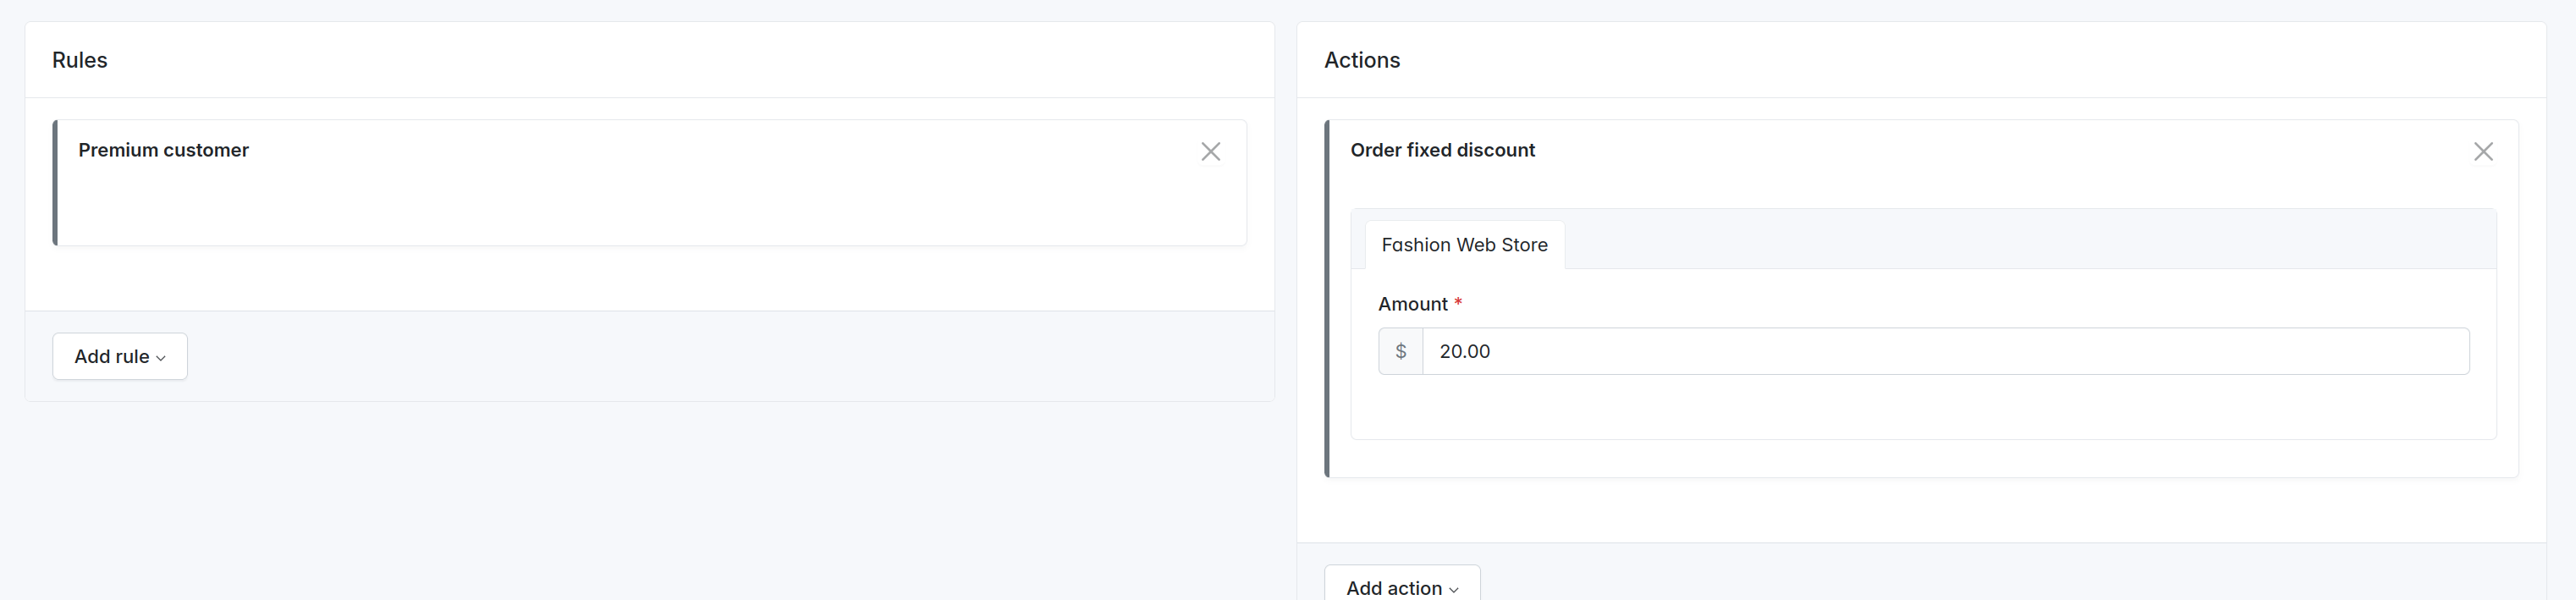 Rules
Premium customer
Add rule
Actions
Order fixed discount
Fashion Web Store
Amount *
$ 20.00
Add action